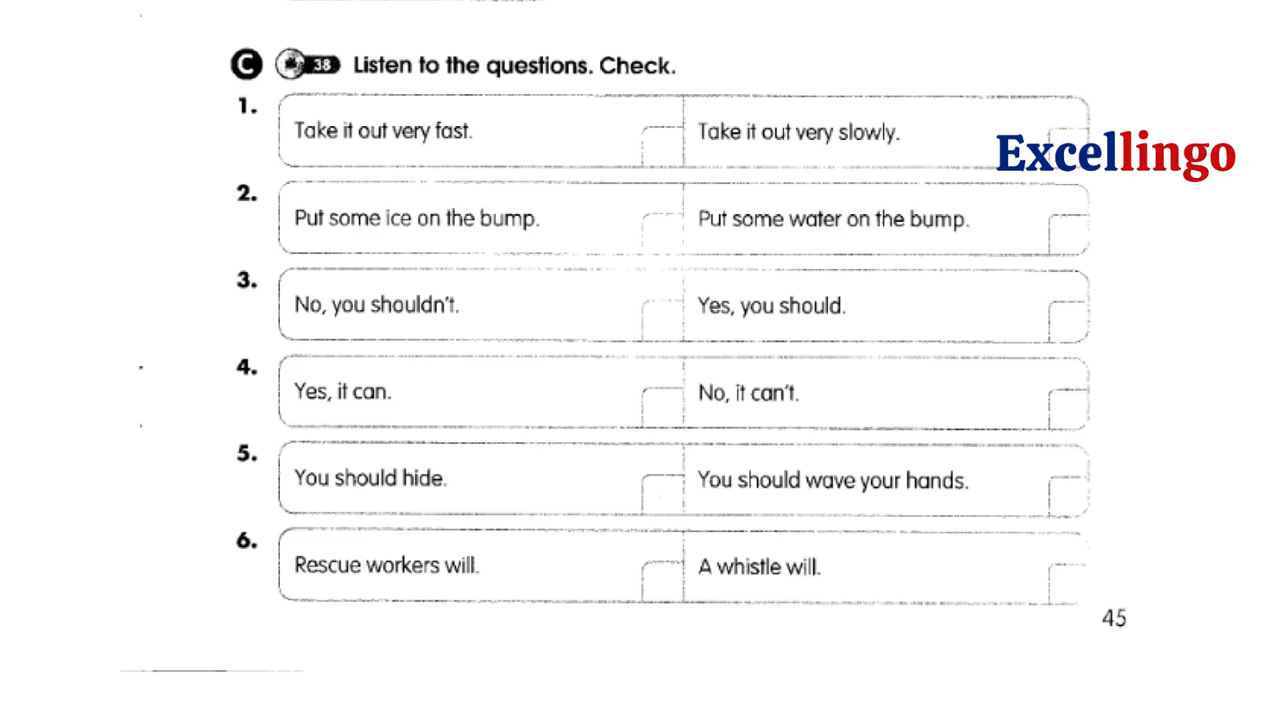 C 38 Listen to the questions. Check.
1. Take it out very fast. Take it out very slowly.
Excellingo
2. Put some ice on the bump. Put some water on the bump.
3. No, you shouldn't. Yes, you should.
4. Yes, it can. No, it can't.
5. You should hide. You should wave your hands.
6. Rescue workers will. A whistle will.
45